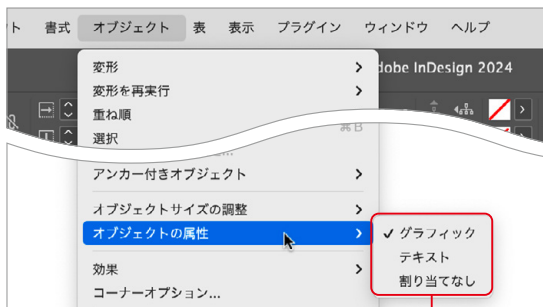 ト 書式 オブジェクト 表 表示 プラグイン ウィンドウ ヘルプ
dobe InDesign 2024
変形
変形を再実行
重ね順
選択
⌘B
アンカー付きオブジェクト
オブジェクトサイズの調整
オブジェクトの属性
✓ グラフィック
テキスト
割り当てなし
効果
コーナーオプション...